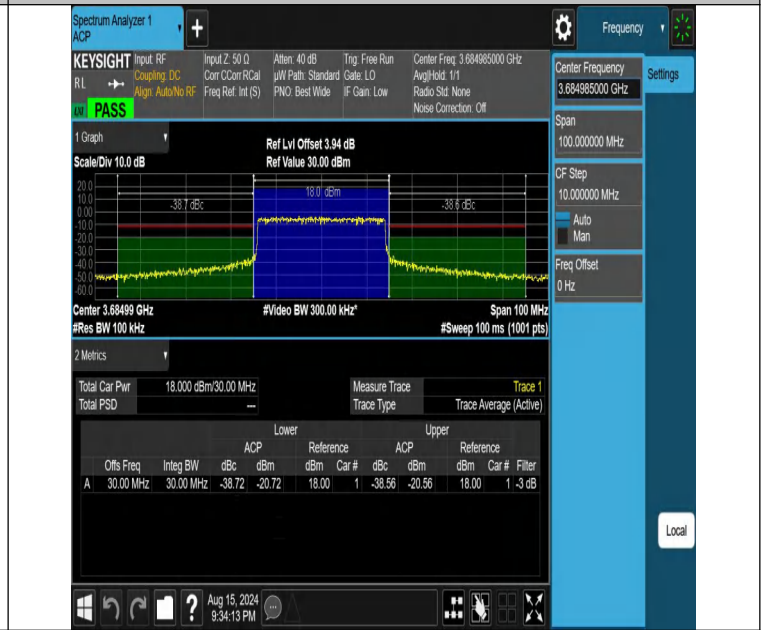 Spectrum Analyzer 1
ACP
+
Frequency
KEYSIGHT
RL
PASS
Input: RF
Coupling: DC
Align: Auto/No RF
Input Z: 50 Ω
Corr CCorr RCal
Freq Ref: Int (S)
Atten: 40 dB
µW Path: Standard
PNO: Best Wide
Trig: Free Run
Gate: LO
IF Gain: Low
Center Freq: 3.684985000 GHz
Avg|Hold: 1/1
Radio Std: None
Noise Correction: Off
Center Frequency
3.684985000 GHz
Settings
Span
100.000000 MHz
CF Step
10.000000 MHz
Auto
Man
Freq Offset
0 Hz
1 Graph
Scale/Div 10.0 dB
Ref Lvl Offset 3.94 dB
Ref Value 30.00 dBm
20.0
10.0
0.00
-10.0
-20.0
-30.0
-40.0
-50.0
-60.0
-38.7 dBc
18.0 dBm
-38.6 dBc
Center 3.68499 GHz
#Video BW 300.00 kHz*
Span 100 MHz
#Res BW 100 kHz
#Sweep 100 ms (1001 pts)
2 Metrics
Total Car Pwr 18.000 dBm/30.00 MHz
Total PSD ---
Measure Trace Trace 1
Trace Type Trace Average (Active)
Lower Upper
ACP Reference ACP Reference
Offs Freq Integ BW dBc dBm dBm Car # dBc dBm dBm Car # Filter
A 30.00 MHz 30.00 MHz -38.72 -20.72 18.00 1 -38.56 -20.56 18.00 1 -3 dB
Local
?
Aug 15, 2024
9:34:13 PM